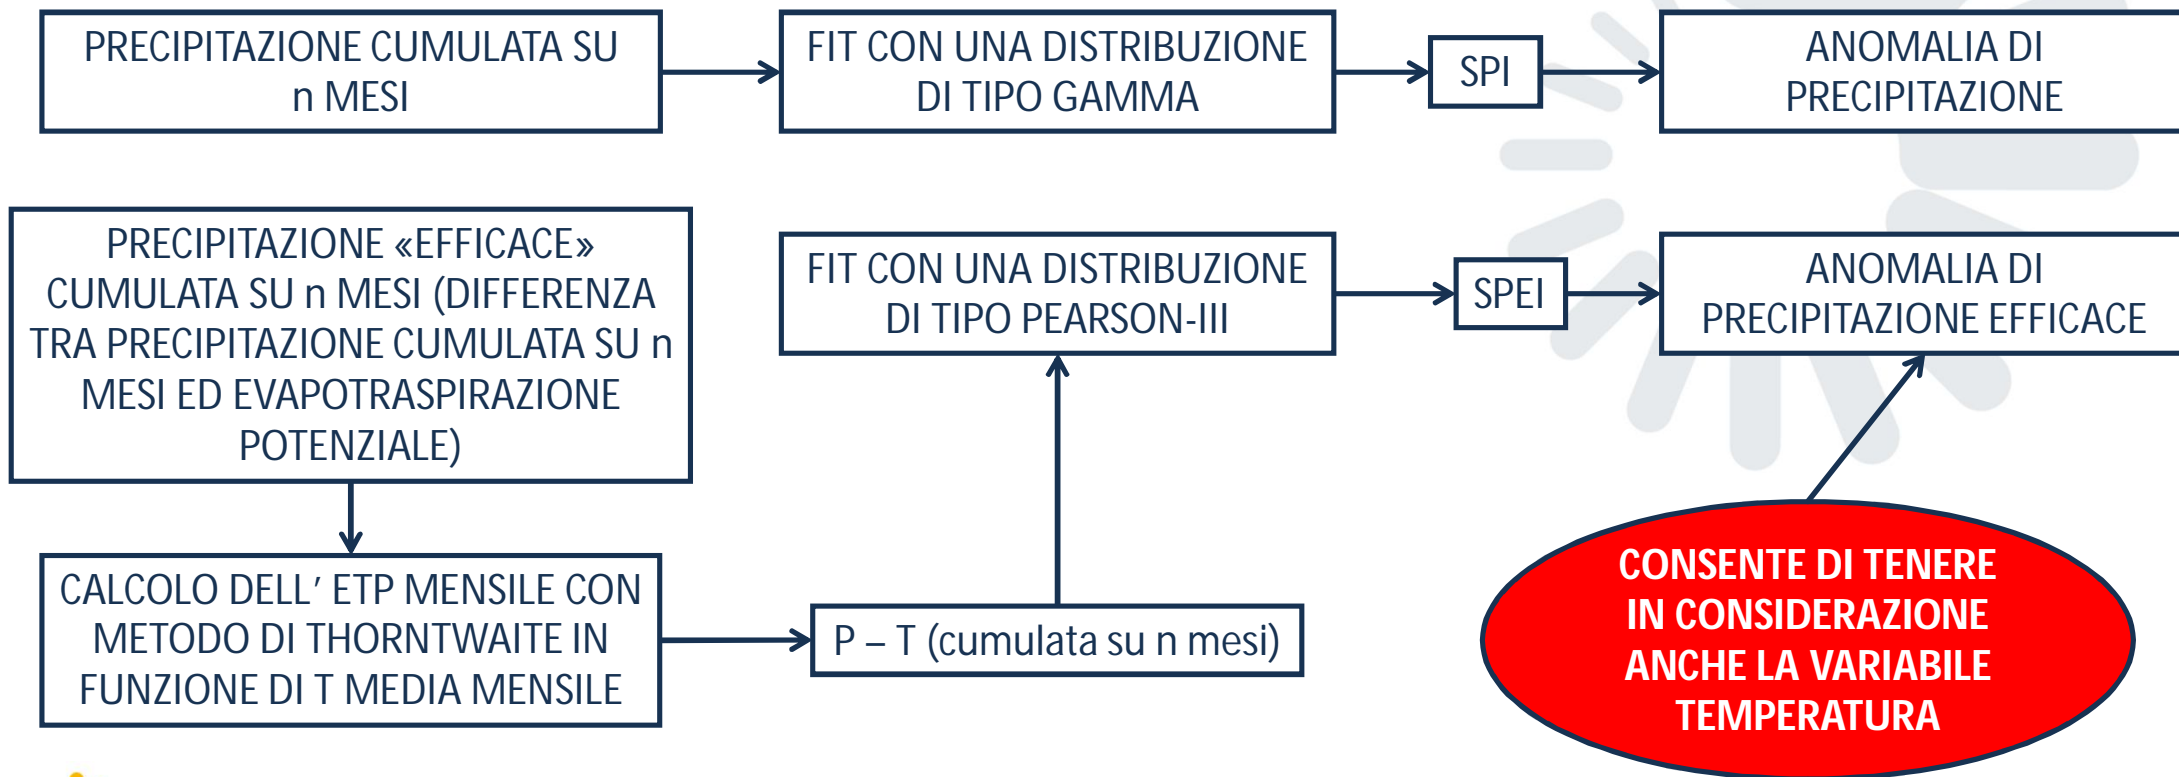 PRECIPITAZIONE CUMULATA SU
n MESI
FIT CON UNA DISTRIBUZIONE
DI TIPO GAMMA
SPI
ANOMALIA DI
PRECIPITAZIONE
PRECIPITAZIONE «EFFICACE»
CUMULATA SU n MESI (DIFFERENZA
TRA PRECIPITAZIONE CUMULATA SU n
MESI ED EVAPOTRASPIRAZIONE
POTENZIALE)
FIT CON UNA DISTRIBUZIONE
DI TIPO PEARSON-III
SPEI
ANOMALIA DI
PRECIPITAZIONE EFFICACE
CALCOLO DELL' ETP MENSILE CON
METODO DI THORNTWAITE IN
FUNZIONE DI T MEDIA MENSILE
P – T (cumulata su n mesi)
CONSENTE DI TENERE
IN CONSIDERAZIONE
ANCHE LA VARIABILE
TEMPERATURA